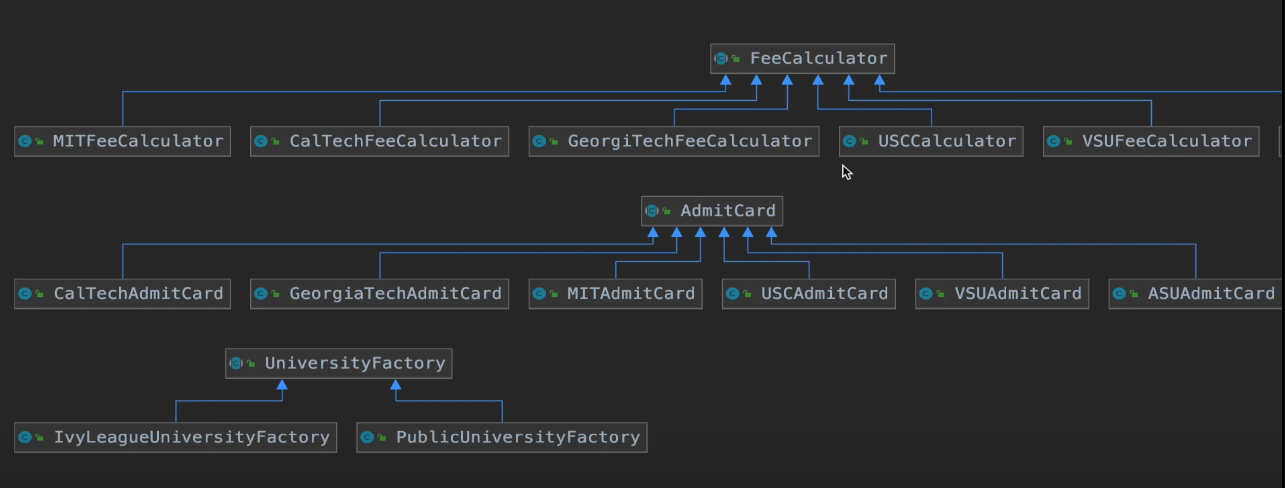 FeeCalculator
MITFeeCalculator CalTechFeeCalculator GeorgiTechFeeCalculator USCCalculator VSUFeeCalculator
AdmitCard
CalTechAdmitCard GeorgiaTechAdmitCard MITAdmitCard USCAdmitCard VSUAdmitCard ASUAdmitCard
UniversityFactory
IvyLeagueUniversityFactory PublicUniversityFactory